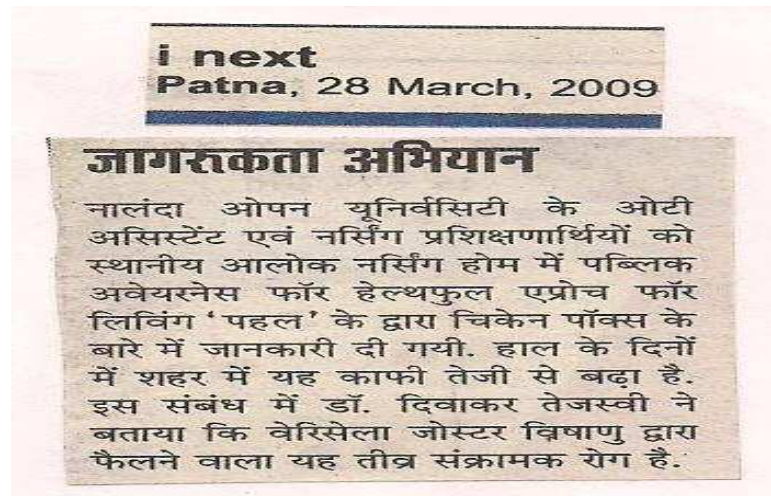 i next
Patna, 28 March, 2009
जागरुकता अभियान
नालंदा ओपन यूनिर्वसिटी के ओटी
असिस्टेंट एवं नर्सिंग प्रशिक्षणार्थियों को
स्थानीय आलोक नर्सिंग होम में पब्लिक
अवेयरनेस फॉर हेल्थफुल एप्रोच फॉर
लिविंग ‘पहल’ के द्वारा चिकेन पॉक्स के
बारे में जानकारी दी गयी. हाल के दिनों
में शहर में यह काफी तेजी से बढ़ा है.
इस संबंध में डॉ. दिवाकर तेजस्वी ने
बताया कि वेरिसेला जोस्टर विषाणु द्वारा
फैलने वाला यह तीव्र संक्रामक रोग है.